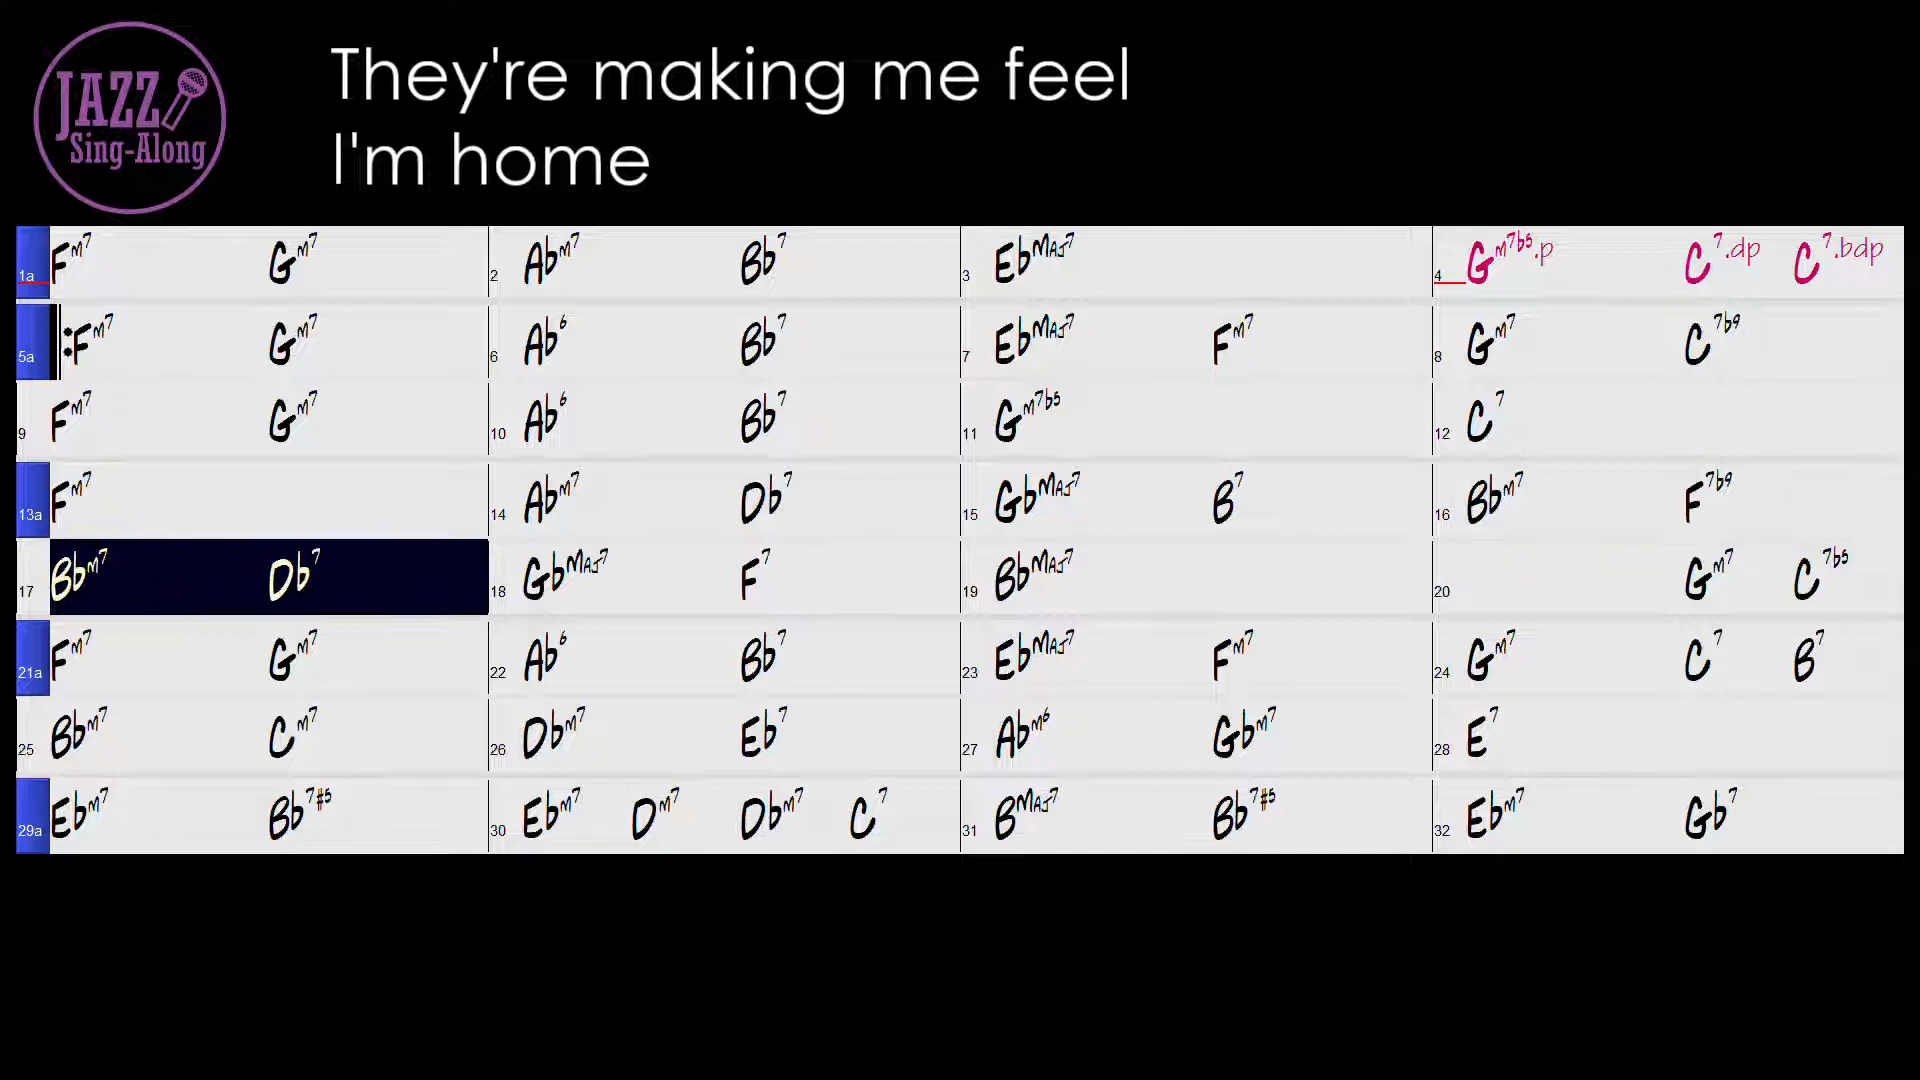 JAZZ
Sing-Along
They're making me feel
I'm home
1a Fm7 Gm7 2 Abm7 Bb7 3 EbMAJ7 4 Gm7b5.p C7.dp C7.bdp
5a Fm7 Gm7 6 Ab6 Bb7 7 EbMAJ7 Fm7 8 Gm7 C7b9
9 Fm7 Gm7 10 Ab6 Bb7 11 Gm7b5 12 C7
13a Fm7 14 Abm7 Db7 15 GbMAJ7 B7 16 Bbm7 F7b9
17 Bbm7 Db7 18 GbMAJ7 F7 19 BbMAJ7 20 Gm7 C7b5
21a Fm7 Gm7 22 Ab6 Bb7 23 EbMAJ7 Fm7 24 Gm7 C7 B7
25 Bbm7 Cm7 26 Dbm7 Eb7 27 Abm6 Gbm7 28 E7
29a Ebm7 Bb7#5 30 Ebm7 Dm7 Dbm7 C7 31 BMAJ7 Bb7#5 32 Ebm7 Gb7